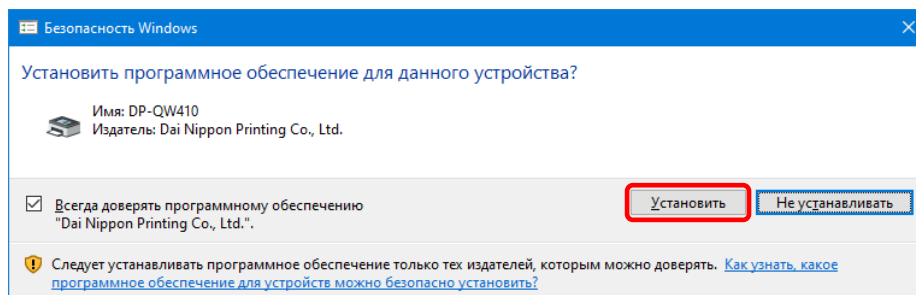 Безопасность Windows
Установить программное обеспечение для данного устройства?
Имя: DP-QW410
Издатель: Dai Nippon Printing Co., Ltd.
Всегда доверять программному обеспечению
"Dai Nippon Printing Co., Ltd.".
Установить
Не устанавливать
Следует устанавливать программное обеспечение только тех издателей, которым можно доверять. Как узнать, какое
программное обеспечение для устройств можно безопасно установить?